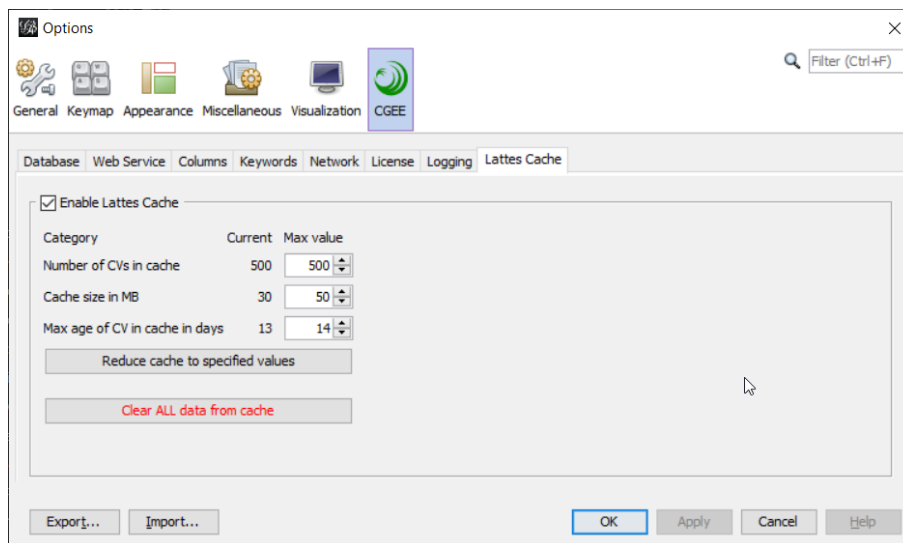 Options
Filter (Ctrl+F)
General Keymap Appearance Miscellaneous Visualization CGEE
Database Web Service Columns Keywords Network License Logging Lattes Cache
Enable Lattes Cache
Category Current Max value
Number of CVs in cache 500 500
Cache size in MB 30 50
Max age of CV in cache in days 13 14
Reduce cache to specified values
Clear ALL data from cache
Export... Import... OK Apply Cancel Help